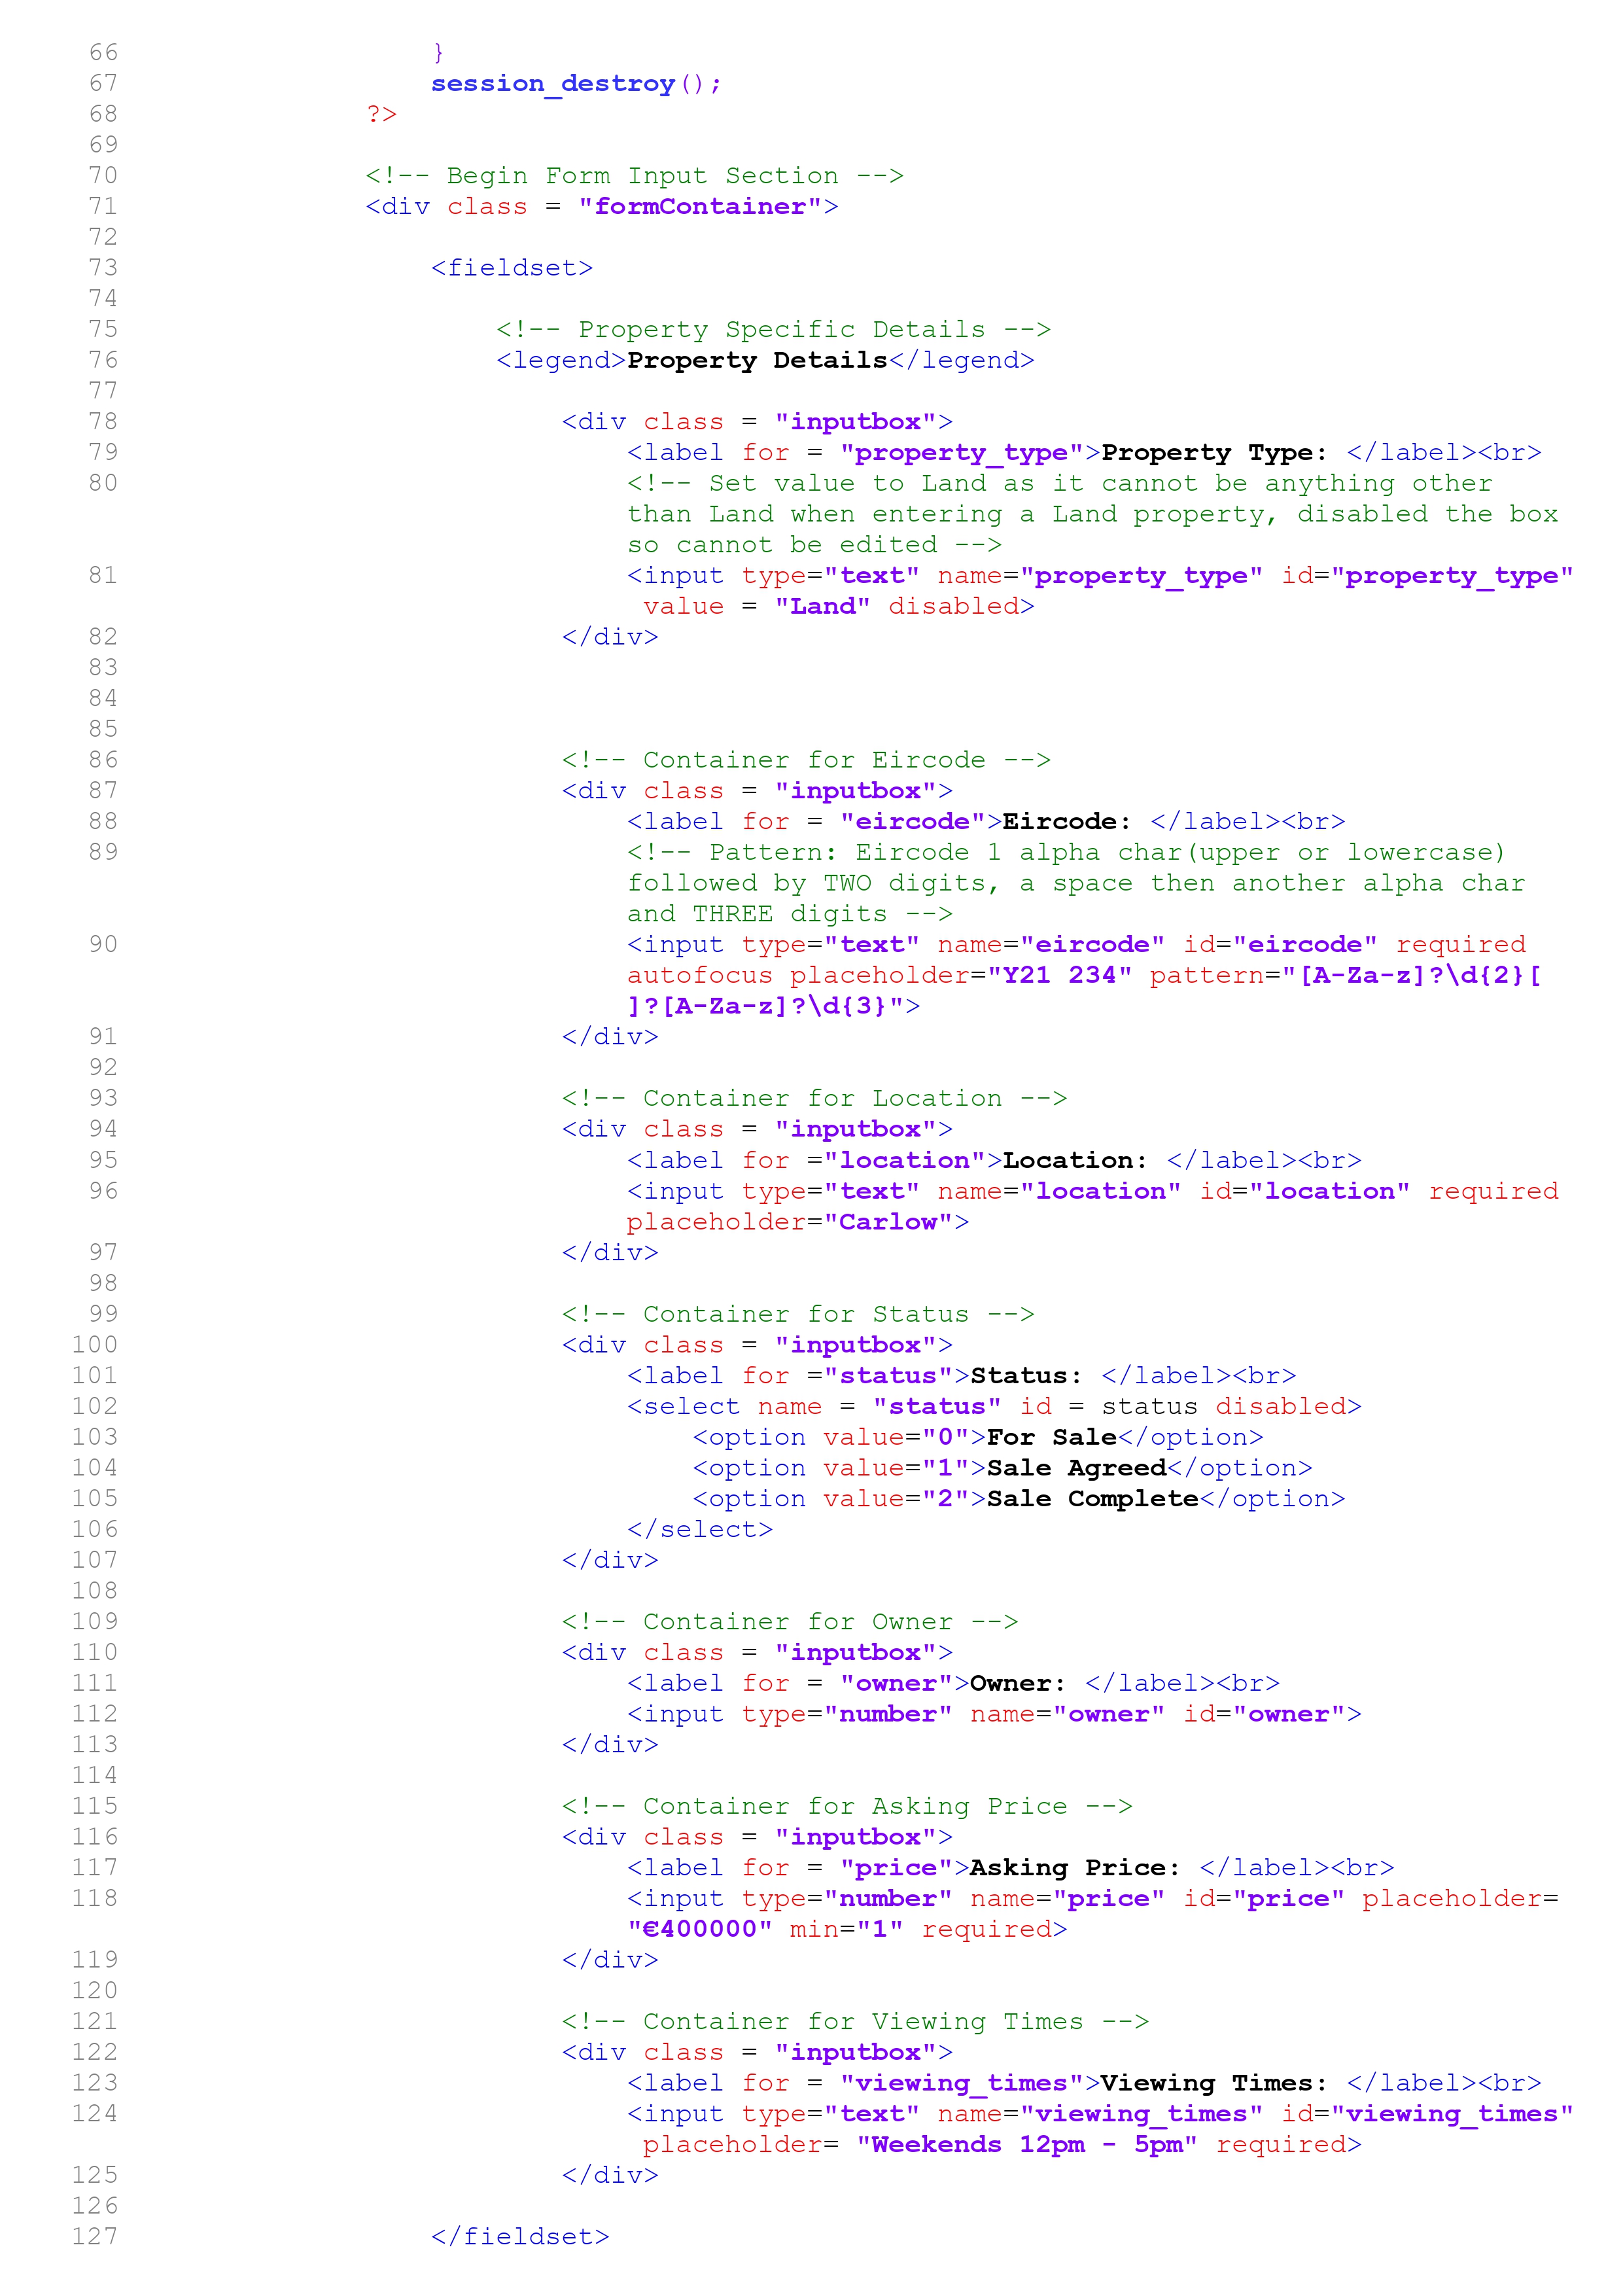 66 }
67 session_destroy();
68 ?>
69
70 <!-- Begin Form Input Section -->
71 <div class = "formContainer">
72
73 <fieldset>
74
75 <!-- Property Specific Details -->
76 <legend>Property Details</legend>
77
78 <div class = "inputbox">
79 <label for = "property_type">Property Type: </label><br>
80 <!-- Set value to Land as it cannot be anything other
than Land when entering a Land property, disabled the box
so cannot be edited -->
81 <input type="text" name="property_type" id="property_type"
value = "Land" disabled>
82 </div>
83
84
85
86 <!-- Container for Eircode -->
87 <div class = "inputbox">
88 <label for = "eircode">Eircode: </label><br>
89 <!-- Pattern: Eircode 1 alpha char(upper or lowercase)
followed by TWO digits, a space then another alpha char
and THREE digits -->
90 <input type="text" name="eircode" id="eircode" required
autofocus placeholder="Y21 234" pattern="[A-Za-z]?\d{2}[
]?[A-Za-z]?\d{3}">
91 </div>
92
93 <!-- Container for Location -->
94 <div class = "inputbox">
95 <label for ="location">Location: </label><br>
96 <input type="text" name="location" id="location" required
placeholder="Carlow">
97 </div>
98
99 <!-- Container for Status -->
100 <div class = "inputbox">
101 <label for ="status">Status: </label><br>
102 <select name = "status" id = status disabled>
103 <option value="0">For Sale</option>
104 <option value="1">Sale Agreed</option>
105 <option value="2">Sale Complete</option>
106 </select>
107 </div>
108
109 <!-- Container for Owner -->
110 <div class = "inputbox">
111 <label for = "owner">Owner: </label><br>
112 <input type="number" name="owner" id="owner">
113 </div>
114
115 <!-- Container for Asking Price -->
116 <div class = "inputbox">
117 <label for = "price">Asking Price: </label><br>
118 <input type="number" name="price" id="price" placeholder=
"€400000" min="1" required>
119 </div>
120
121 <!-- Container for Viewing Times -->
122 <div class = "inputbox">
123 <label for = "viewing_times">Viewing Times: </label><br>
124 <input type="text" name="viewing_times" id="viewing_times"
placeholder= "Weekends 12pm - 5pm" required>
125 </div>
126
127 </fieldset>